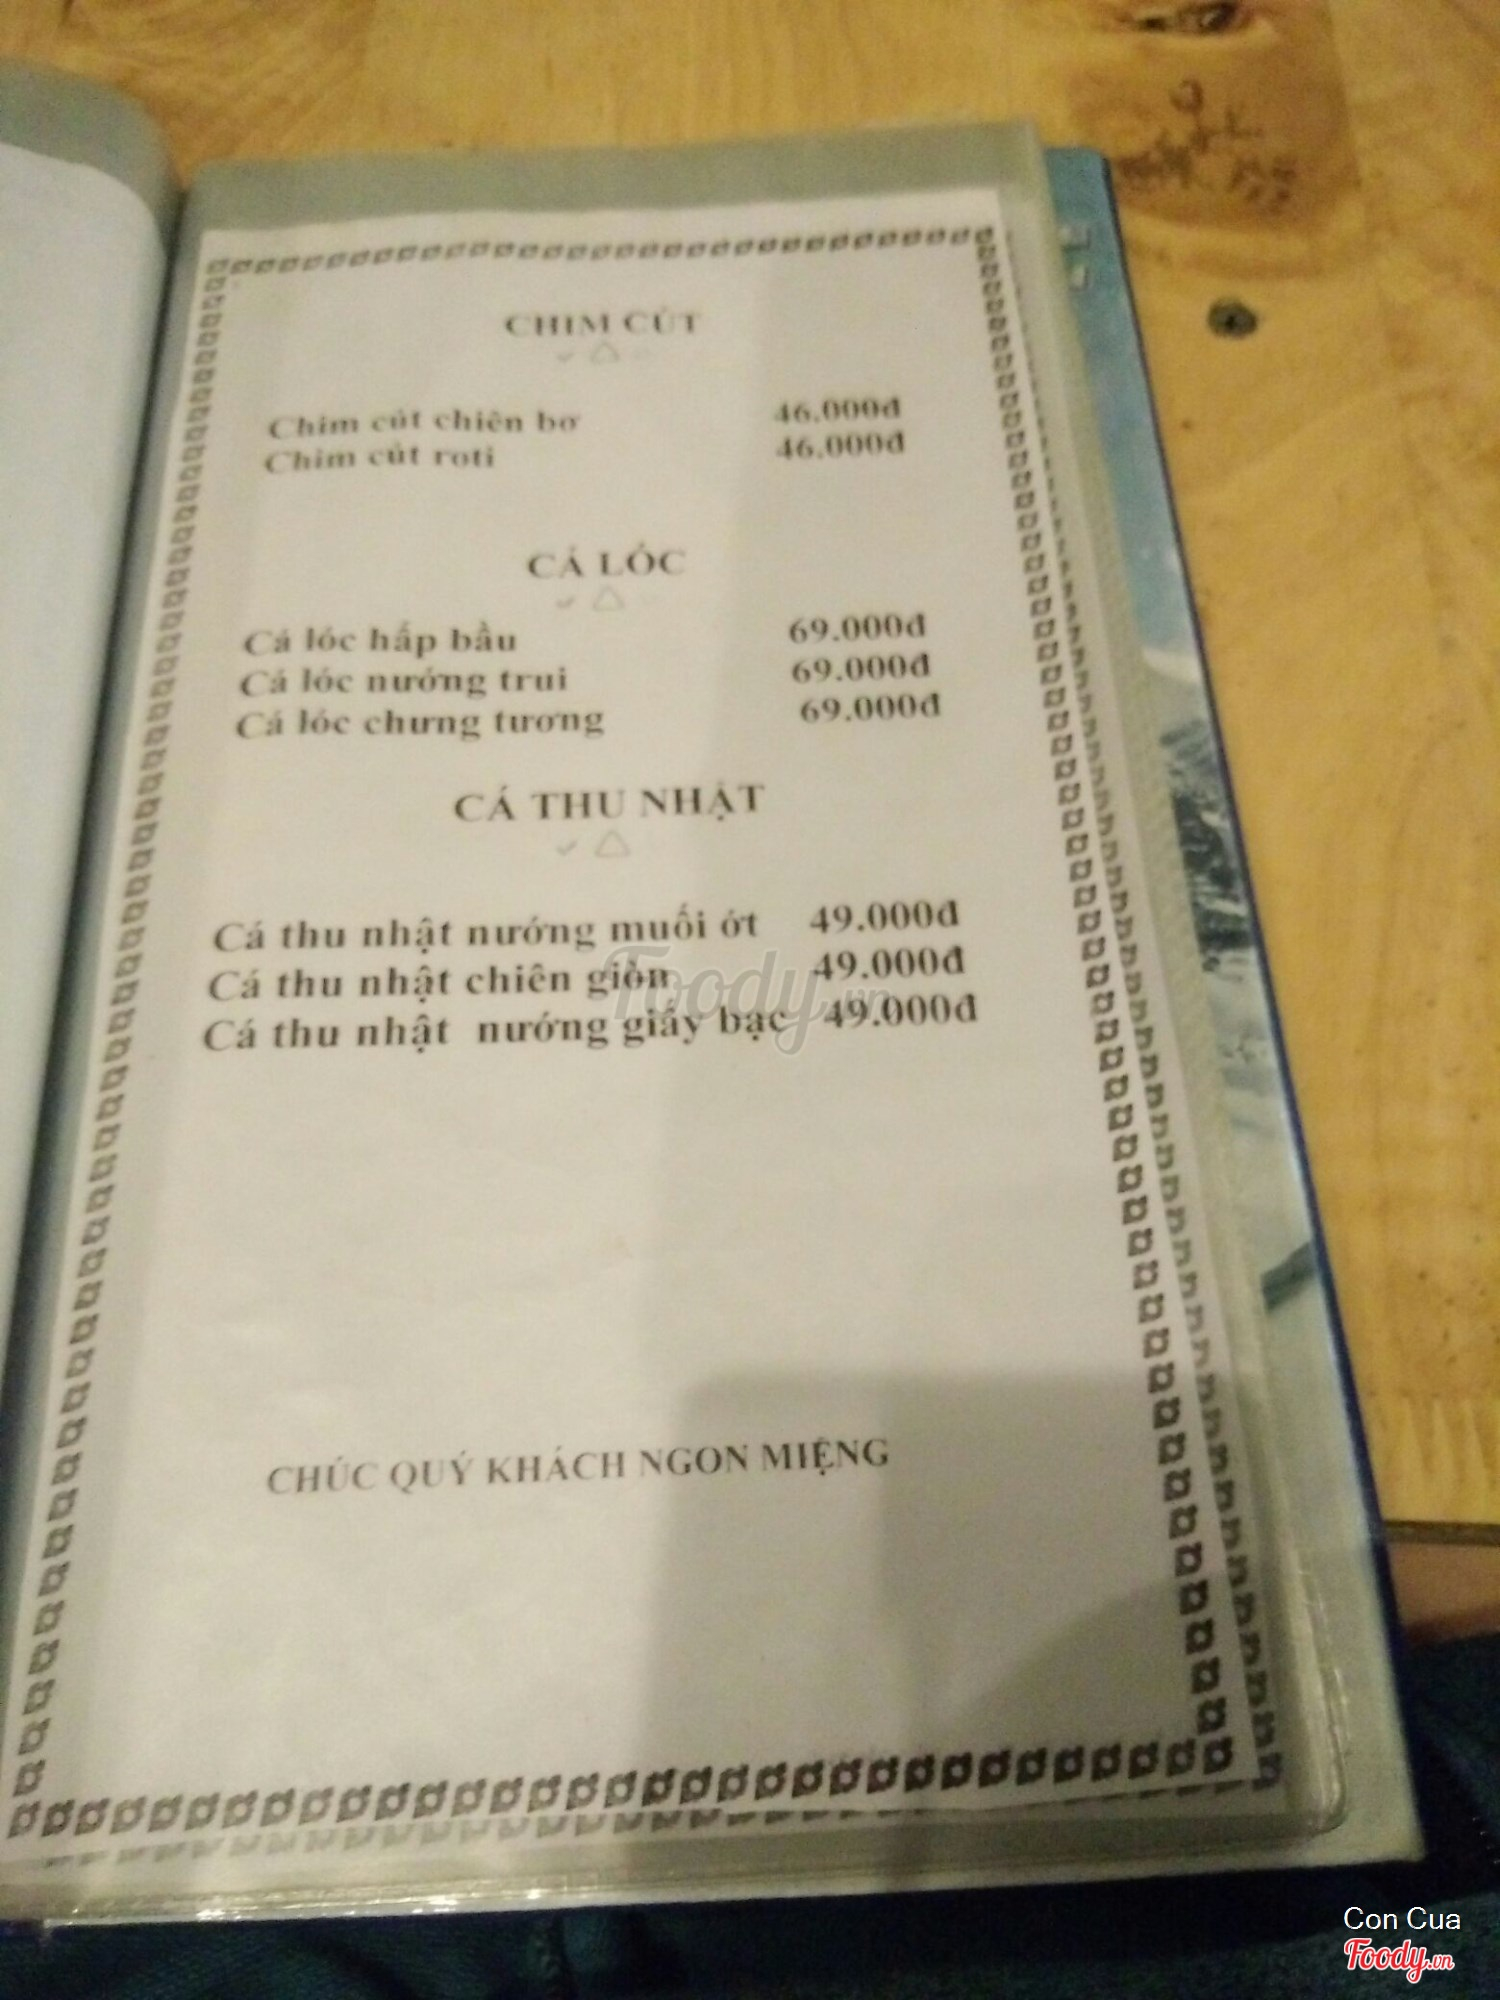 CHIM CÚT
Chim cút chiên bơ 46.000đ
Chim cút roti 46.000đ
CÁ LÓC
Cá lóc hấp bầu 69.000đ
Cá lóc nướng trui 69.000đ
Cá lóc chưng tương 69.000đ
CÁ THU NHẬT
Cá thu nhật nướng muối ớt 49.000đ
Cá thu nhật chiên giòn 49.000đ
Cá thu nhật nướng giấy bạc 49.000đ
Foody.vn
CHÚC QUÝ KHÁCH NGON MIỆNG
Con Cua
Foody.vn